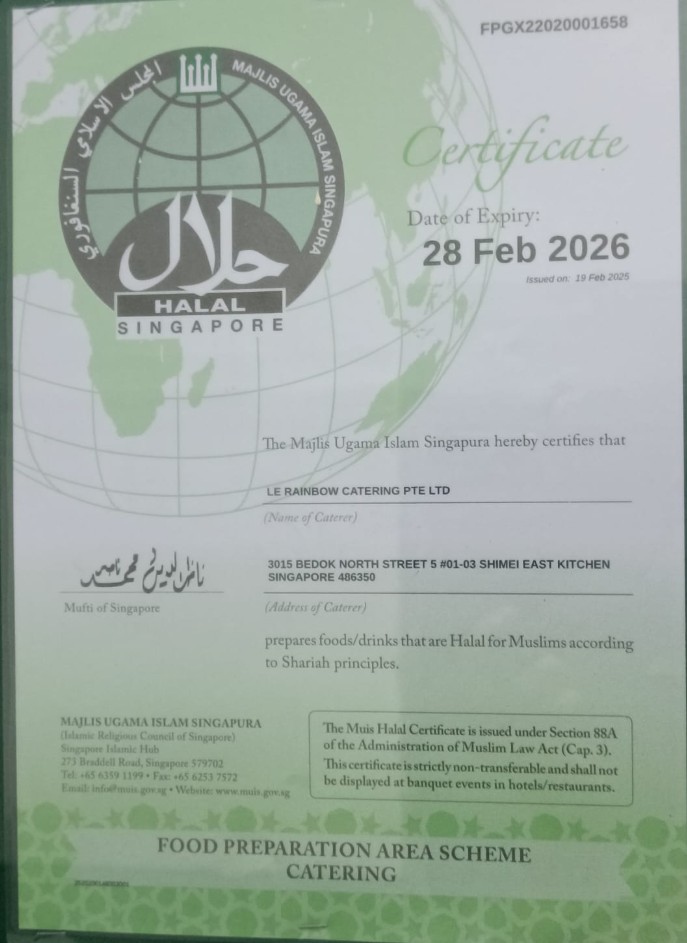 FPGX22020001658
المجلس الاسلامي السنغافوري
MAJLIS UGAMA ISLAM SINGAPURA
حلال
HALAL
SINGAPORE
Certificate
Date of Expiry:
28 Feb 2026
Issued on: 19 Feb 2025
The Majlis Ugama Islam Singapura hereby certifies that
LE RAINBOW CATERING PTE LTD
(Name of Caterer)
3015 BEDOK NORTH STREET 5 #01-03 SHIMEI EAST KITCHEN
SINGAPORE 486350
(Address of Caterer)
Mufti of Singapore
prepares foods/drinks that are Halal for Muslims according
to Shariah principles.
MAJLIS UGAMA ISLAM SINGAPURA
(Islamic Religious Council of Singapore)
Singapore Islamic Hub
273 Braddell Road, Singapore 579702
Tel: +65 6359 1199 • Fax: +65 6253 7572
Email: info@muis.gov.sg • Website: www.muis.gov.sg
The Muis Halal Certificate is issued under Section 88A
of the Administration of Muslim Law Act (Cap. 3).
This certificate is strictly non-transferable and shall not
be displayed at banquet events in hotels/restaurants.
FOOD PREPARATION AREA SCHEME
CATERING